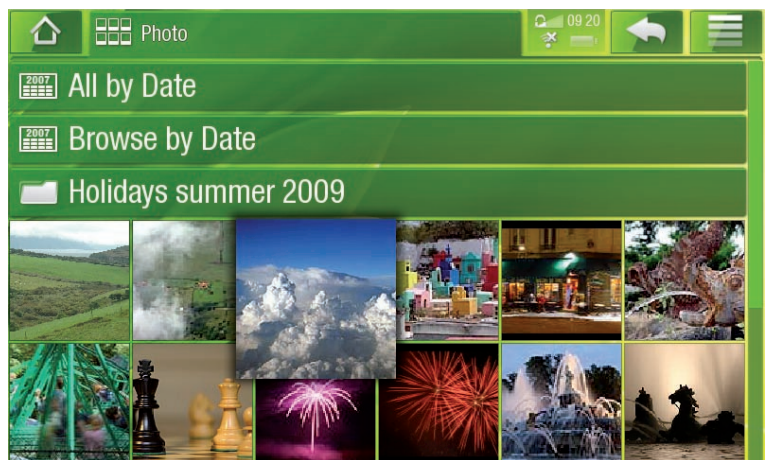 Photo
09 20
2007
All by Date
2007
Browse by Date
Holidays summer 2009